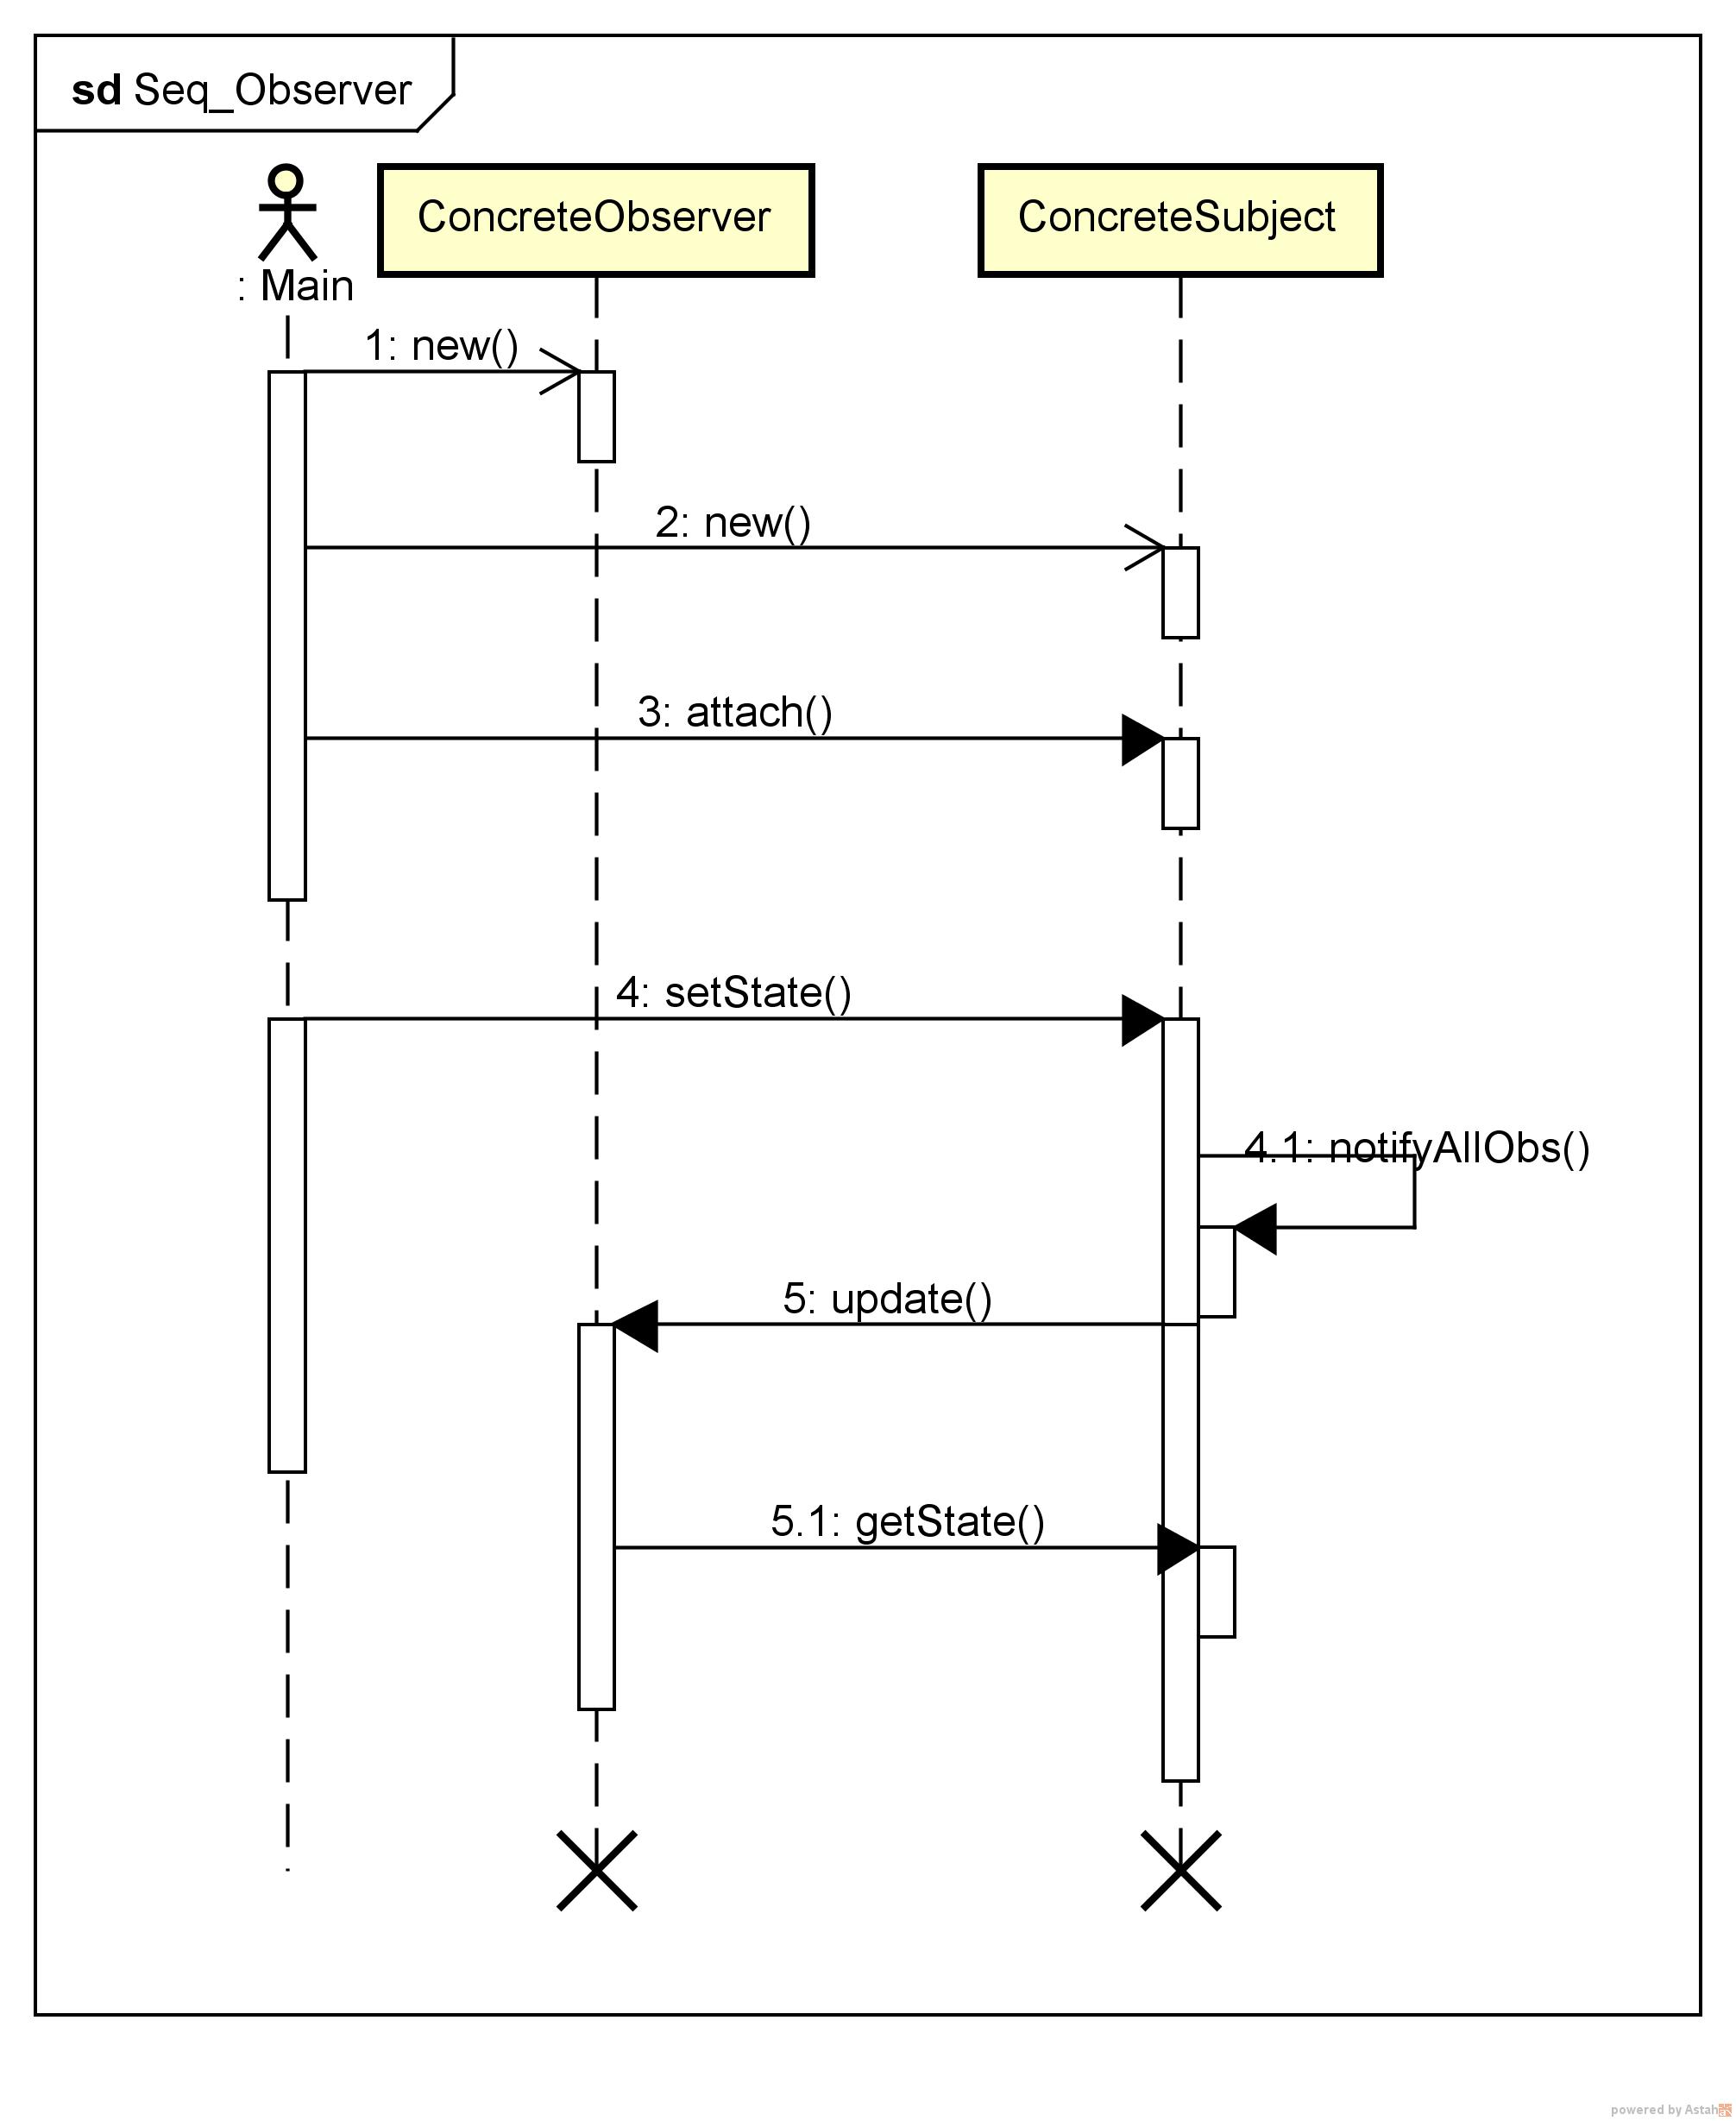 sd Seq_Observer
: Main
ConcreteObserver
ConcreteSubject
1: new()
2: new()
3: attach()
4: setState()
4.1: notifyAllObs()
5: update()
5.1: getState()
powered by Astah